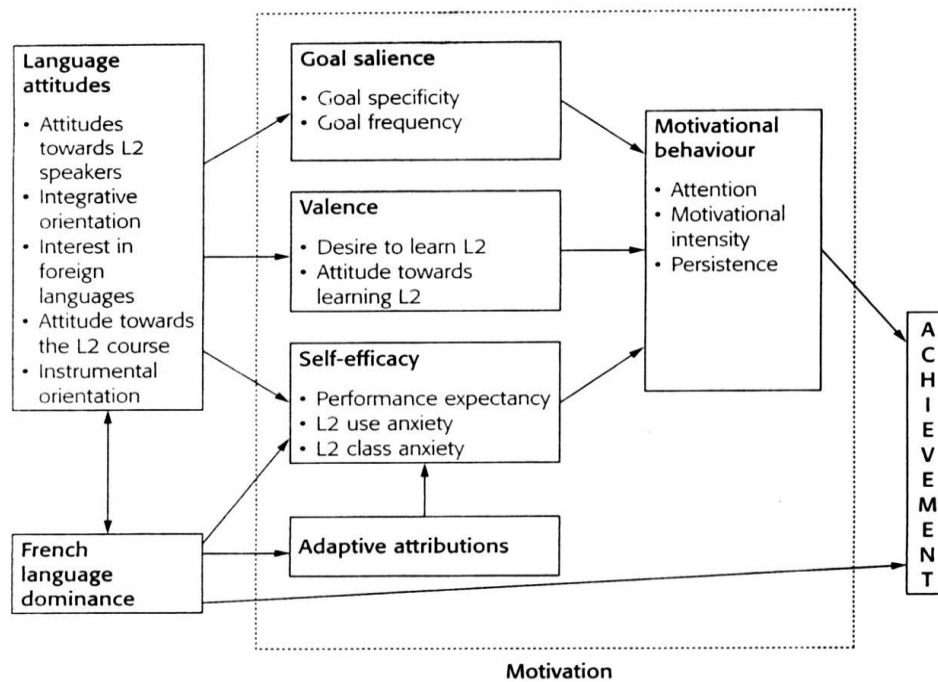 Language
attitudes
• Attitudes
towards L2
speakers
• Integrative
orientation
• Interest in
foreign
languages
• Attitude towards
the L2 course
• Instrumental
orientation
French
language
dominance
Goal salience
• Goal specificity
• Goal frequency
Valence
• Desire to learn L2
• Attitude towards
learning L2
Self-efficacy
• Performance expectancy
• L2 use anxiety
• L2 class anxiety
Adaptive attributions
Motivational
behaviour
• Attention
• Motivational
intensity
• Persistence
A
C
H
I
E
V
E
M
E
N
T
Motivation